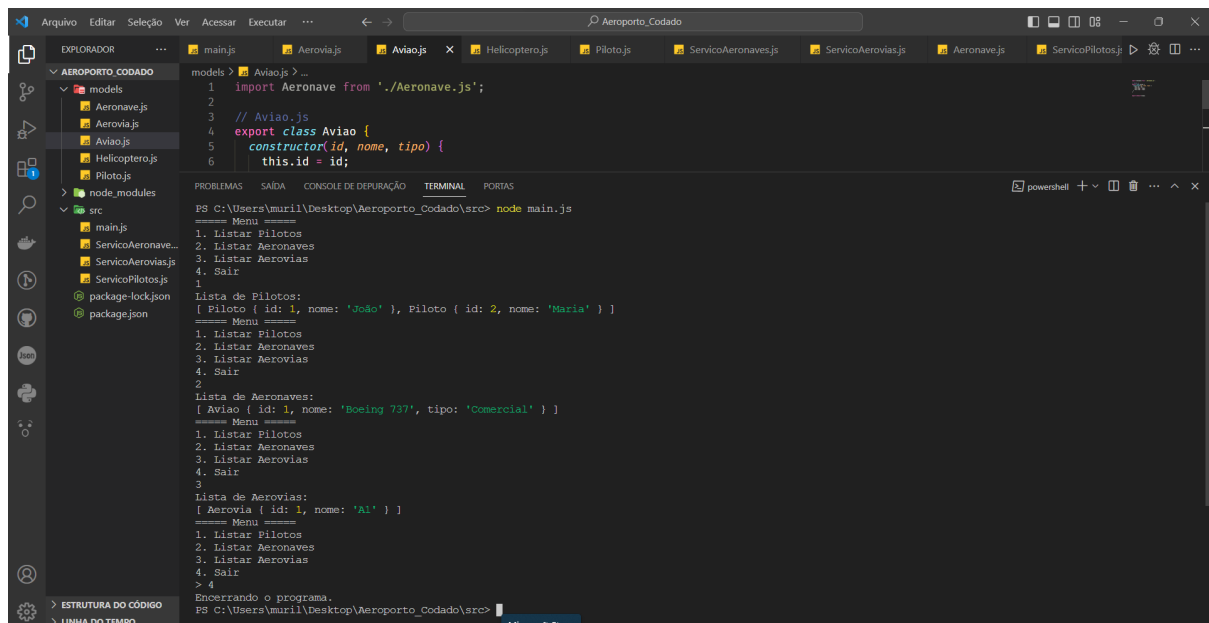 Arquivo Editar Seleção Ver Acessar Executar ··· ← → Aeroporto_Codado
EXPLORADOR ··· main.js Aerovia.js Aviao.js × Helicoptero.js Piloto.js ServicoAeronaves.js ServicoAerovias.js Aeronave.js ServicoPilotos.js
AEROPORTO_CODADO
models
Aeronave.js
Aerovia.js
Aviao.js
Helicoptero.js
Piloto.js
node_modules
src
main.js
ServicoAeronave...
ServicoAerovias.js
ServicoPilotos.js
package-lock.json
package.json
ESTRUTURA DO CÓDIGO
LINHA DO TEMPO
1
Json
models > Aviao.js > ...
1 import Aeronave from './Aeronave.js';
2
3 // Aviao.js
4 export class Aviao {
5 constructor(id, nome, tipo) {
6 this.id = id;
PROBLEMAS SAÍDA CONSOLE DE DEPURAÇÃO TERMINAL PORTAS powershell
PS C:\Users\muril\Desktop\Aeroporto_Codado\src> node main.js
===== Menu =====
1. Listar Pilotos
2. Listar Aeronaves
3. Listar Aerovias
4. Sair
1
Lista de Pilotos:
[ Piloto { id: 1, nome: 'João' }, Piloto { id: 2, nome: 'Maria' } ]
===== Menu =====
1. Listar Pilotos
2. Listar Aeronaves
3. Listar Aerovias
4. Sair
2
Lista de Aeronaves:
[ Aviao { id: 1, nome: 'Boeing 737', tipo: 'Comercial' } ]
===== Menu =====
1. Listar Pilotos
2. Listar Aeronaves
3. Listar Aerovias
4. Sair
3
Lista de Aerovias:
[ Aerovia { id: 1, nome: 'A1' } ]
===== Menu =====
1. Listar Pilotos
2. Listar Aeronaves
3. Listar Aerovias
4. Sair
> 4
Encerrando o programa.
PS C:\Users\muril\Desktop\Aeroporto_Codado\src>